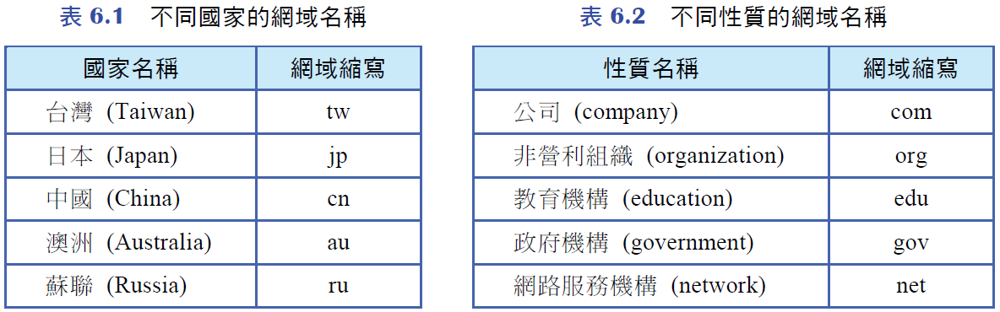 表 6.1 不同國家的網域名稱
國家名稱 網域縮寫
台灣 (Taiwan) tw
日本 (Japan) jp
中國 (China) cn
澳洲 (Australia) au
蘇聯 (Russia) ru
表 6.2 不同性質的網域名稱
性質名稱 網域縮寫
公司 (company) com
非營利組織 (organization) org
教育機構 (education) edu
政府機構 (government) gov
網路服務機構 (network) net